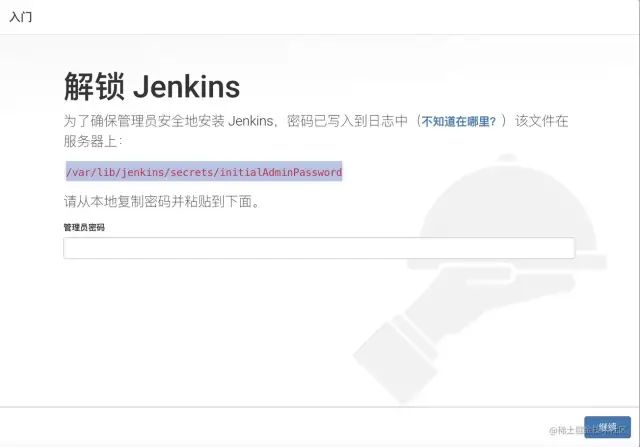 入门
解锁 Jenkins
为了确保管理员安全地安装 Jenkins，密码已写入到日志中（不知道在哪里？）该文件在
服务器上：
/var/lib/jenkins/secrets/initialAdminPassword
请从本地复制密码并粘贴到下面。
管理员密码
继续
@稀土掘金技术社区